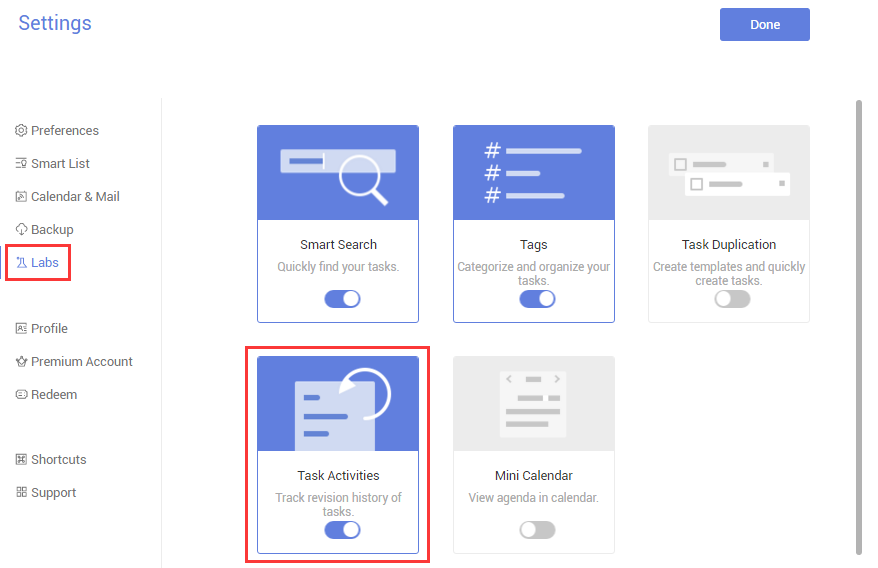 Settings
Done
Preferences
Smart List
Calendar & Mail
Backup
Labs
Profile
Premium Account
Redeem
Shortcuts
Support
Smart Search
Quickly find your tasks.
# 
#
#
Tags
Categorize and organize your
tasks.
Task Duplication
Create templates and quickly
create tasks.
Task Activities
Track revision history of
tasks.
Mini Calendar
View agenda in calendar.